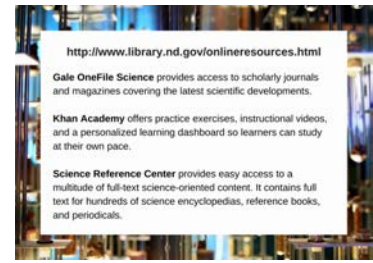 http://www.library.nd.gov/onlineresources.html
Gale OneFile Science provides access to scholarly journals
and magazines covering the latest scientific developments.
Khan Academy offers practice exercises, instructional videos,
and a personalized learning dashboard so learners can study
at their own pace.
Science Reference Center provides easy access to a
multitude of full-text science-oriented content. It contains full
text for hundreds of science encyclopedias, reference books,
and periodicals.